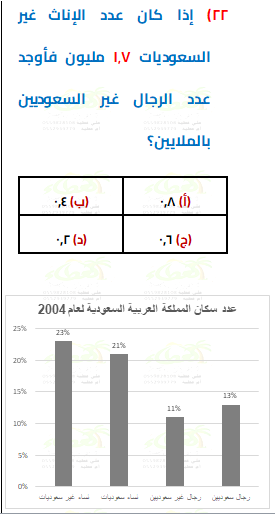 ٢٢) إذا كان عدد الإناث غير
السعوديات ١,٧ مليون فأوجد
عدد الرجال غير السعوديين
بالملايين؟
(أ) ٠,٨
(ب) ٠,٤
(ج) ٠,٦
(د) ٠,٢
عدد سكان المملكة العربية السعودية لعام 2004
25%
20%
15%
10%
5%
0%
23%
21%
11%
13%
نساء غير سعوديات
نساء سعوديات
رجال غير سعوديين
رجال سعوديين